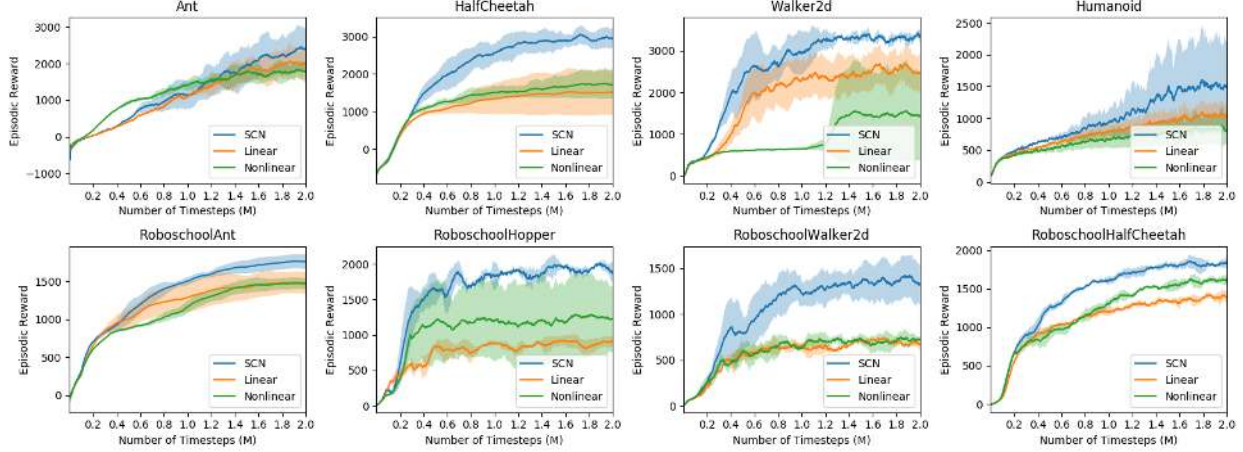 Ant
Episodic Reward
3000
2000
1000
0
−1000
SCN
Linear
Nonlinear
0.2 0.4 0.6 0.8 1.0 1.2 1.4 1.6 1.8 2.0
Number of Timesteps (M)
HalfCheetah
Episodic Reward
3000
2000
1000
0
SCN
Linear
Nonlinear
0.2 0.4 0.6 0.8 1.0 1.2 1.4 1.6 1.8 2.0
Number of Timesteps (M)
Walker2d
Episodic Reward
3000
2000
1000
0
SCN
Linear
Nonlinear
0.2 0.4 0.6 0.8 1.0 1.2 1.4 1.6 1.8 2.0
Number of Timesteps (M)
Humanoid
Episodic Reward
2500
2000
1500
1000
500
0
SCN
Linear
Nonlinear
0.2 0.4 0.6 0.8 1.0 1.2 1.4 1.6 1.8 2.0
Number of Timesteps (M)
RoboschoolAnt
Episodic Reward
1500
1000
500
0
SCN
Linear
Nonlinear
0.2 0.4 0.6 0.8 1.0 1.2 1.4 1.6 1.8 2.0
Number of Timesteps (M)
RoboschoolHopper
Episodic Reward
2000
1500
1000
500
0
SCN
Linear
Nonlinear
0.2 0.4 0.6 0.8 1.0 1.2 1.4 1.6 1.8 2.0
Number of Timesteps (M)
RoboschoolWalker2d
Episodic Reward
1500
1000
500
0
SCN
Linear
Nonlinear
0.2 0.4 0.6 0.8 1.0 1.2 1.4 1.6 1.8 2.0
Number of Timesteps (M)
RoboschoolHalfCheetah
Episodic Reward
2000
1500
1000
500
0
SCN
Linear
Nonlinear
0.2 0.4 0.6 0.8 1.0 1.2 1.4 1.6 1.8 2.0
Number of Timesteps (M)